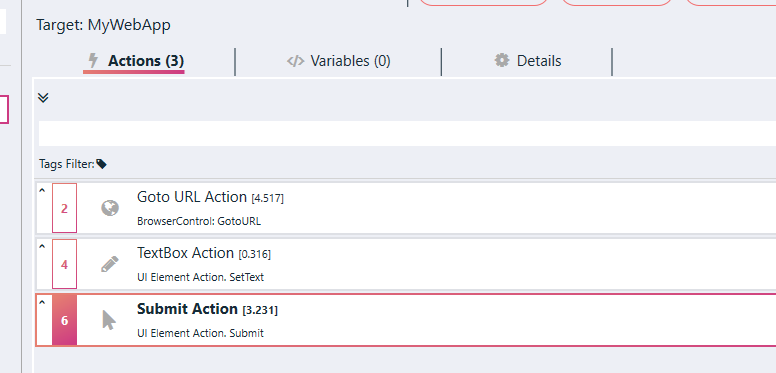 Target: MyWebApp
Actions (3)
</> Variables (0)
Details
Tags Filter:
2
Goto URL Action [4.517]
BrowserControl: GotoURL
4
TextBox Action [0.316]
UI Element Action. SetText
6
Submit Action [3.231]
UI Element Action. Submit